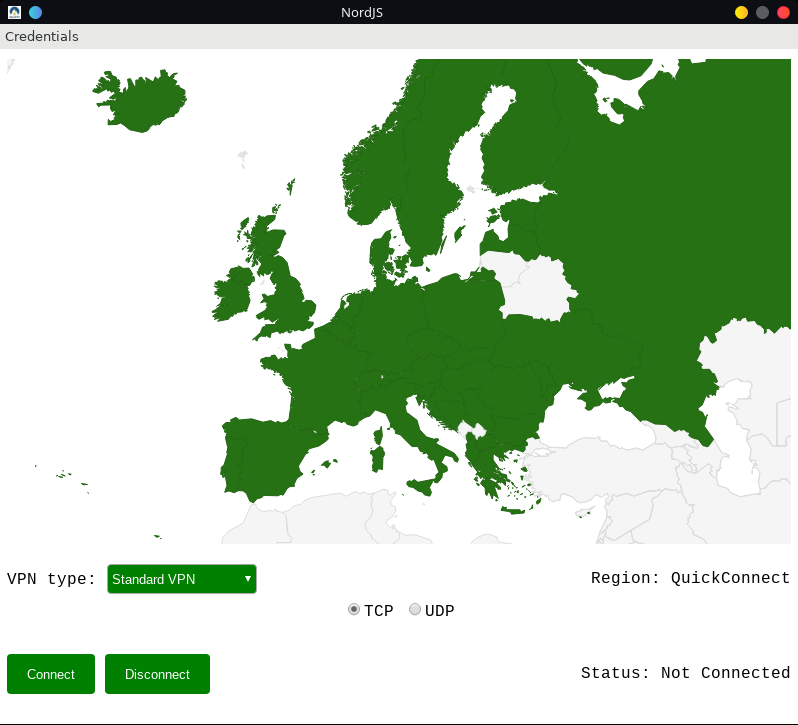 NordJS
Credentials
VPN type: Standard VPN
Region: QuickConnect
TCP UDP
Connect Disconnect
Status: Not Connected